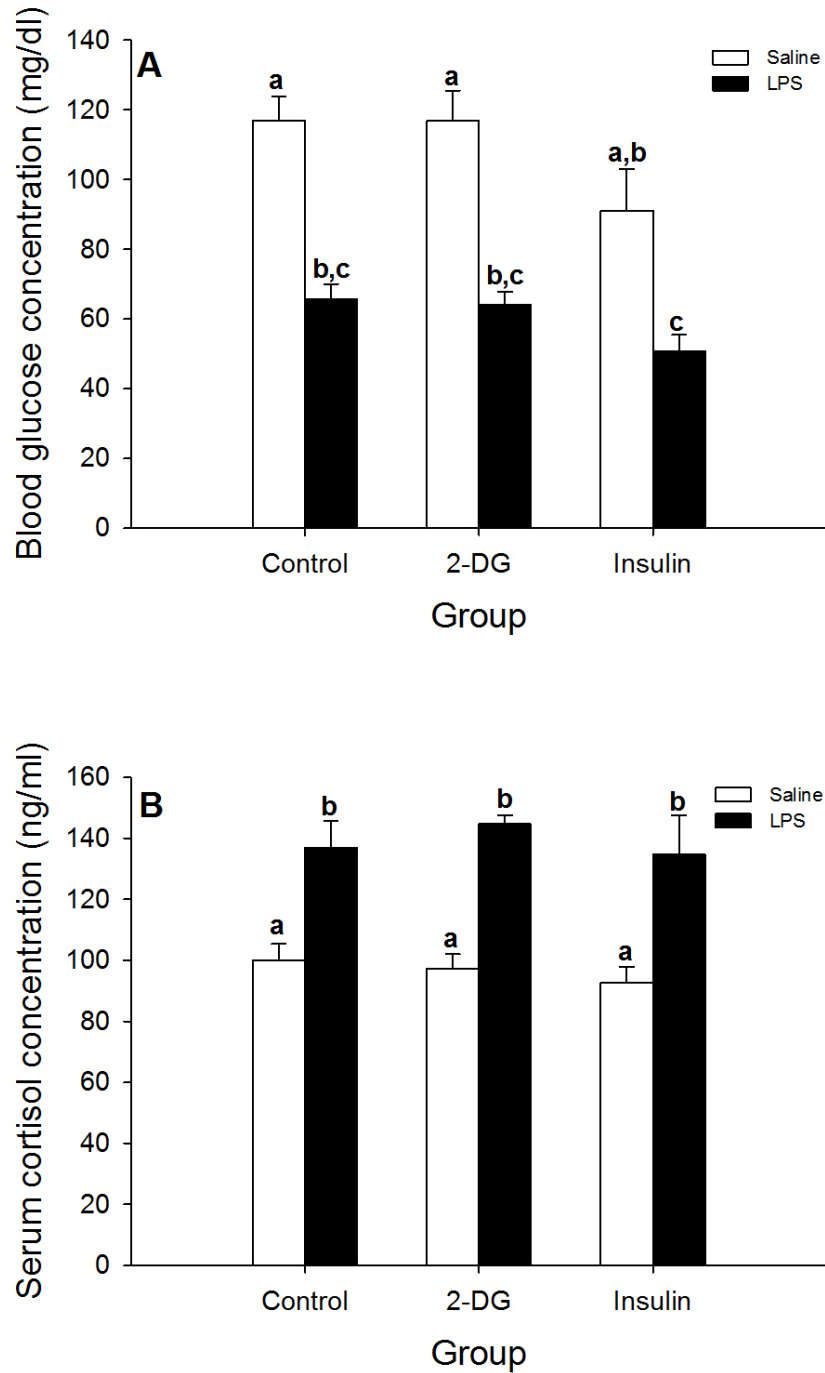 A
Saline
LPS
Blood glucose concentration (mg/dl)
140
120
100
80
60
40
20
0
a
b,c
a
b,c
a,b
c
Control
2-DG
Insulin
Group
B
Saline
LPS
Serum cortisol concentration (ng/ml)
160
140
120
100
80
60
40
20
0
a
b
a
b
a
b
Control
2-DG
Insulin
Group